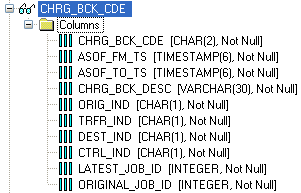 CHRG_BCK_CDE
Columns
CHRG_BCK_CDE [CHAR(2), Not Null]
ASOF_FM_TS [TIMESTAMP(6), Not Null]
ASOF_TO_TS [TIMESTAMP(6), Not Null]
CHRG_BCK_DESC [VARCHAR(30), Not Null]
ORIG_IND [CHAR(1), Not Null]
TRFR_IND [CHAR(1), Not Null]
DEST_IND [CHAR(1), Not Null]
CTRL_IND [CHAR(1), Not Null]
LATEST_JOB_ID [INTEGER, Not Null]
ORIGINAL_JOB_ID [INTEGER, Not Null]